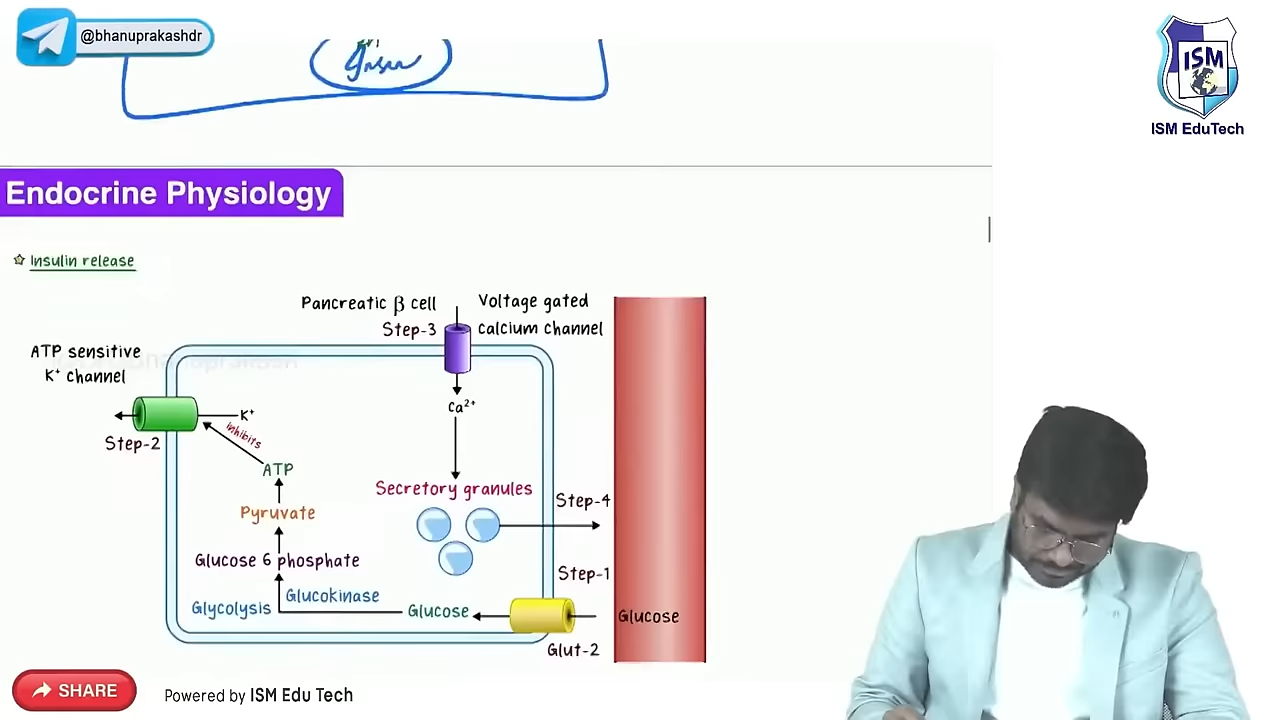 @bhanuprakashdr
ISM
ISM EduTech
Endocrine Physiology
Insulin release
Pancreatic β cell
Voltage gated
Step-3
calcium channel
ATP sensitive
K⁺ channel
K⁺
Ca²⁺
inhibits
Step-2
ATP
Secretory granules
Step-4
Pyruvate
Glucose 6 phosphate
Step-1
Glucokinase
Glycolysis
Glucose
Glucose
Glut-2
SHARE
Powered by ISM Edu Tech